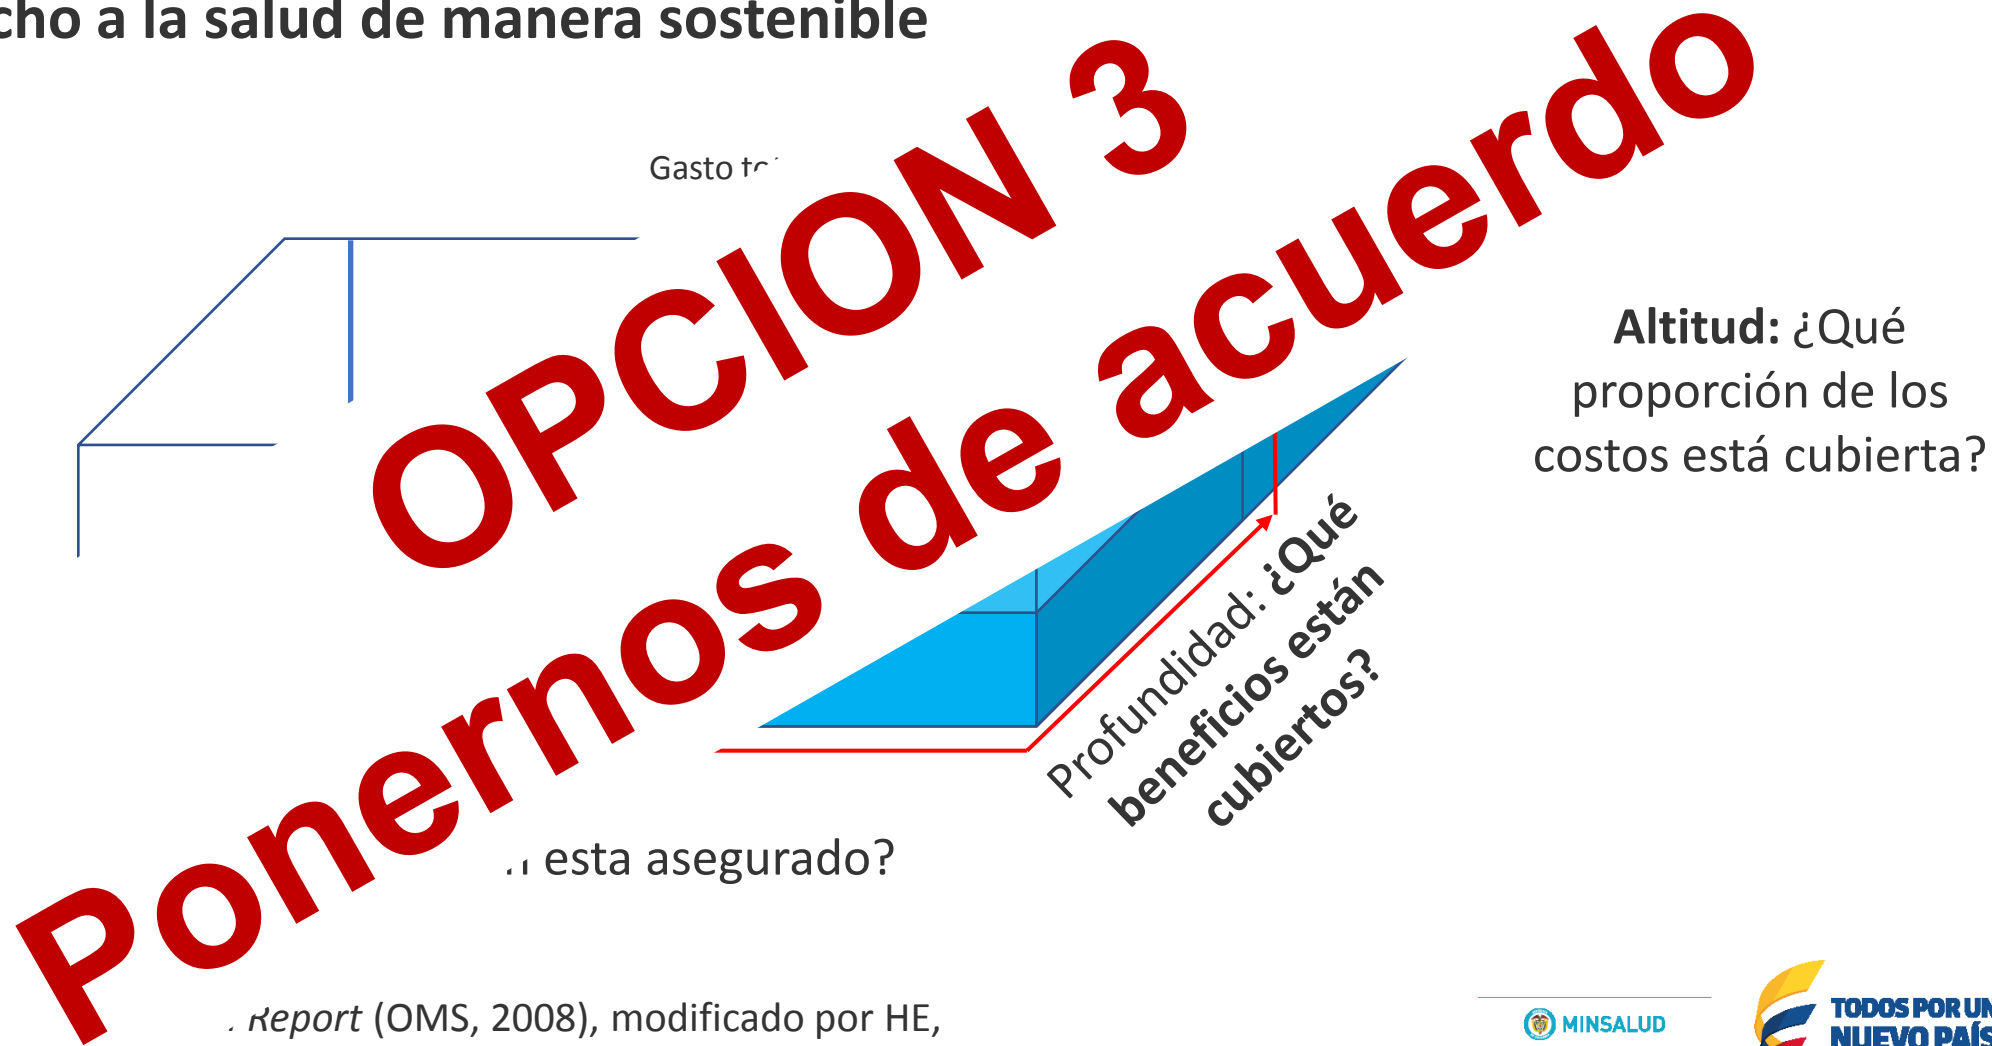 a la salud de manera sostenible
Gasto
OPCION 3
Ponernos de acuerdo
Altitud: ¿Qué
proporción de los
costos está cubierta?
Profundidad: ¿Qué
beneficios están
cubiertos?
esta asegurado?
Report (OMS, 2008), modificado por HE,
MINSALUD
TODOS POR UN
NUEVO PAÍS